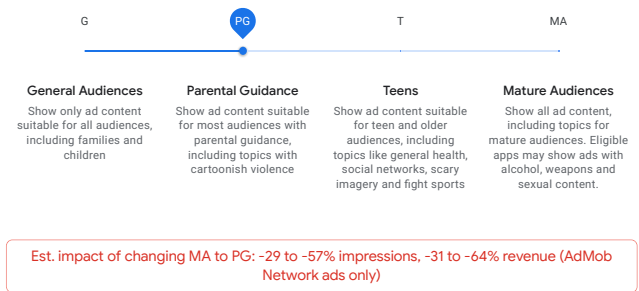 G
PG
T
MA
General Audiences
Show only ad content
suitable for all audiences,
including families and
children
Parental Guidance
Show ad content suitable
for most audiences with
parental guidance,
including topics with
cartoonish violence
Teens
Show ad content suitable
for teen and older
audiences, including
topics like general health,
social networks, scary
imagery and fight sports
Mature Audiences
Show all ad content,
including topics for
mature audiences. Eligible
apps may show ads with
alcohol, weapons and
sexual content.
Est. impact of changing MA to PG: -29 to -57% impressions, -31 to -64% revenue (AdMob
Network ads only)